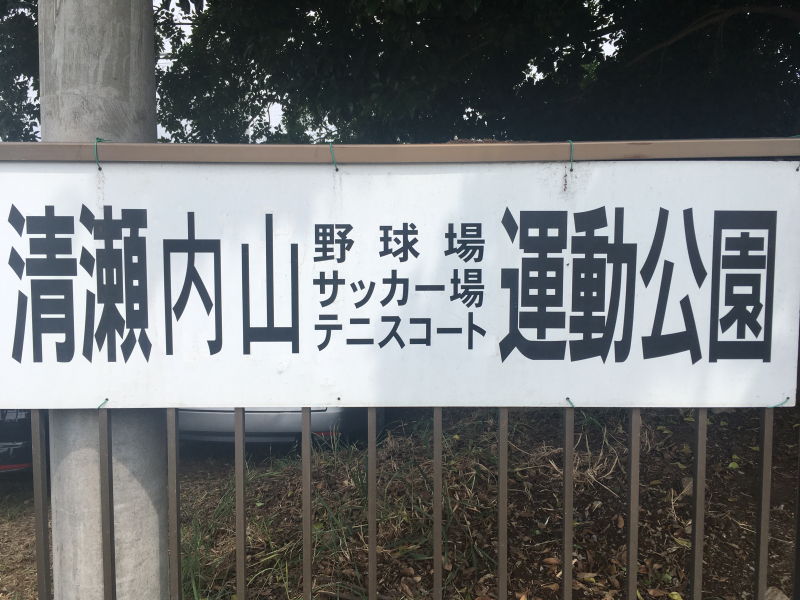 清瀬内山
野球場
サッカー場
テニスコート
運動公園